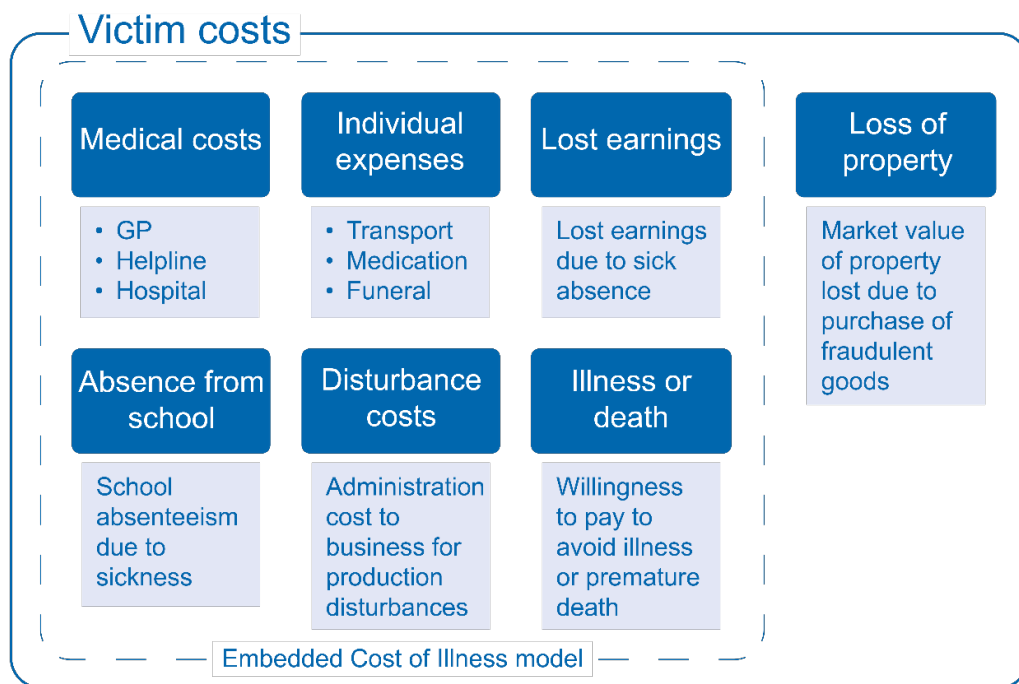 Victim costs
Medical costs
• GP
• Helpline
• Hospital
Individual
expenses
• Transport
• Medication
• Funeral
Lost earnings
Lost earnings
due to sick
absence
Loss of
property
Market value
of property
lost due to
purchase of
fraudulent
goods
Absence from
school
School
absenteeism
due to
sickness
Disturbance
costs
Administration
cost to
business for
production
disturbances
Illness or
death
Willingness
to pay to
avoid illness
or premature
death
Embedded Cost of Illness model